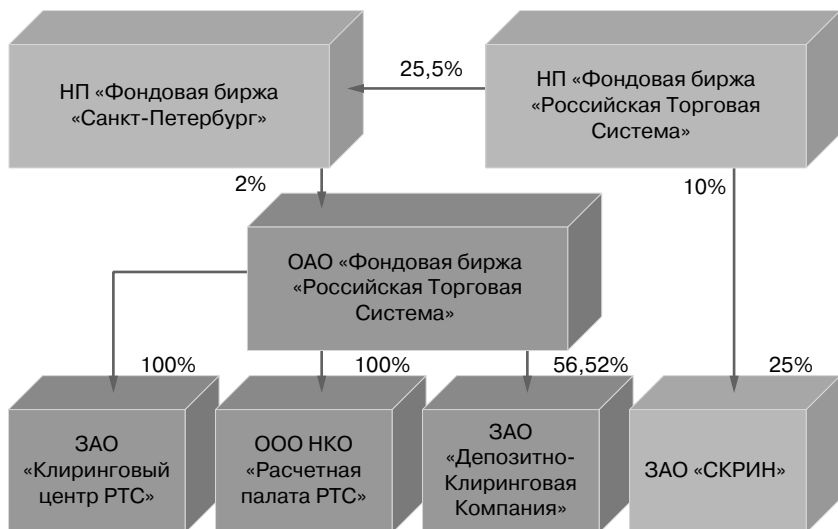 НП «Фондовая биржа
«Санкт-Петербург»
25,5%
НП «Фондовая биржа
«Российская Торговая
Система»
2%
10%
ОАО «Фондовая биржа
«Российская Торговая
Система»
100%
100%
56,52%
25%
ЗАО
«Клиринговый
центр РТС»
ООО НКО
«Расчетная
палата РТС»
ЗАО
«Депозитно-
Клиринговая
Компания»
ЗАО «СКРИН»